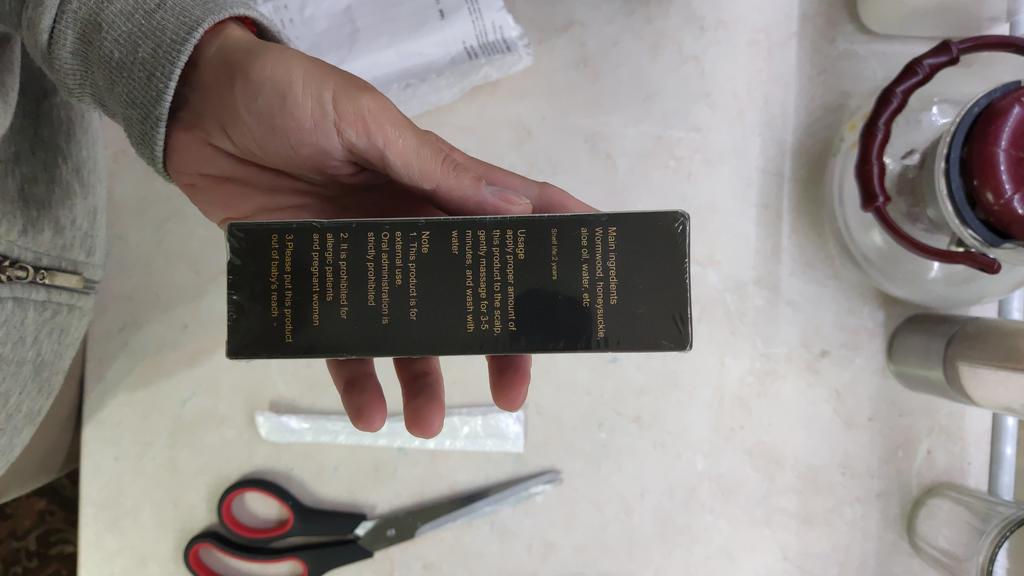 Main ingredients
Wormwood, honeysuckle,
aloe oil, water, etc
Shelf life:2 years
Usage
apply proper amount of
this product to the scalp,
gently massage for 3-5
minutes, and wash with
water
Note
1. This product is for
external use.
Oral administration is
strictly prohibited
2. It is prohibited for
allergic patients
and pregnant women
3.Please put this product
out of baby's reach